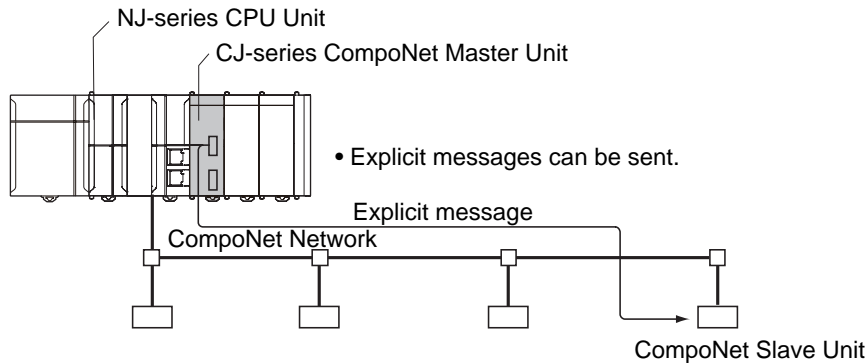 NJ-series CPU Unit
CJ-series CompoNet Master Unit
• Explicit messages can be sent.
Explicit message
CompoNet Network
CompoNet Slave Unit